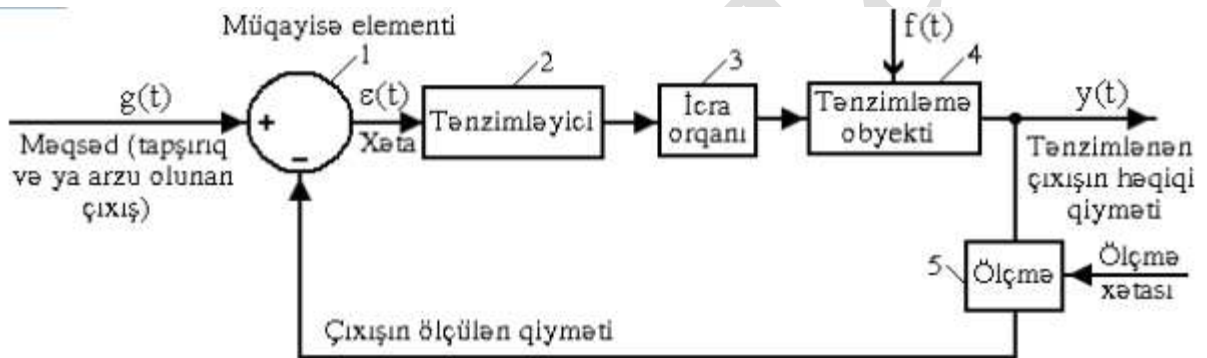 Müqayisə elementi
1
2
3
f(t)
4
g(t)
ε(t)
y(t)
+
−
Tənzimləyici
İcra
orqanı
Tənzimləmə
obyekti
Məqsəd (tapşırıq
və ya arzu olunan
çıxış)
Xəta
Tənzimlənən
çıxışın həqiqi
qiyməti
5
Ölçmə
Ölçmə
xətası
Çıxışın ölçülən qiyməti